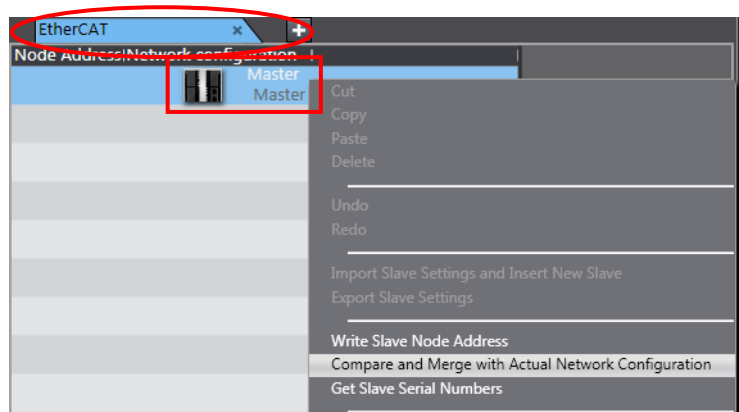 EtherCAT
Node Address|Network configuration
Master
Master
Cut
Copy
Paste
Delete
Undo
Redo
Import Slave Settings and Insert New Slave
Export Slave Settings
Write Slave Node Address
Compare and Merge with Actual Network Configuration
Get Slave Serial Numbers